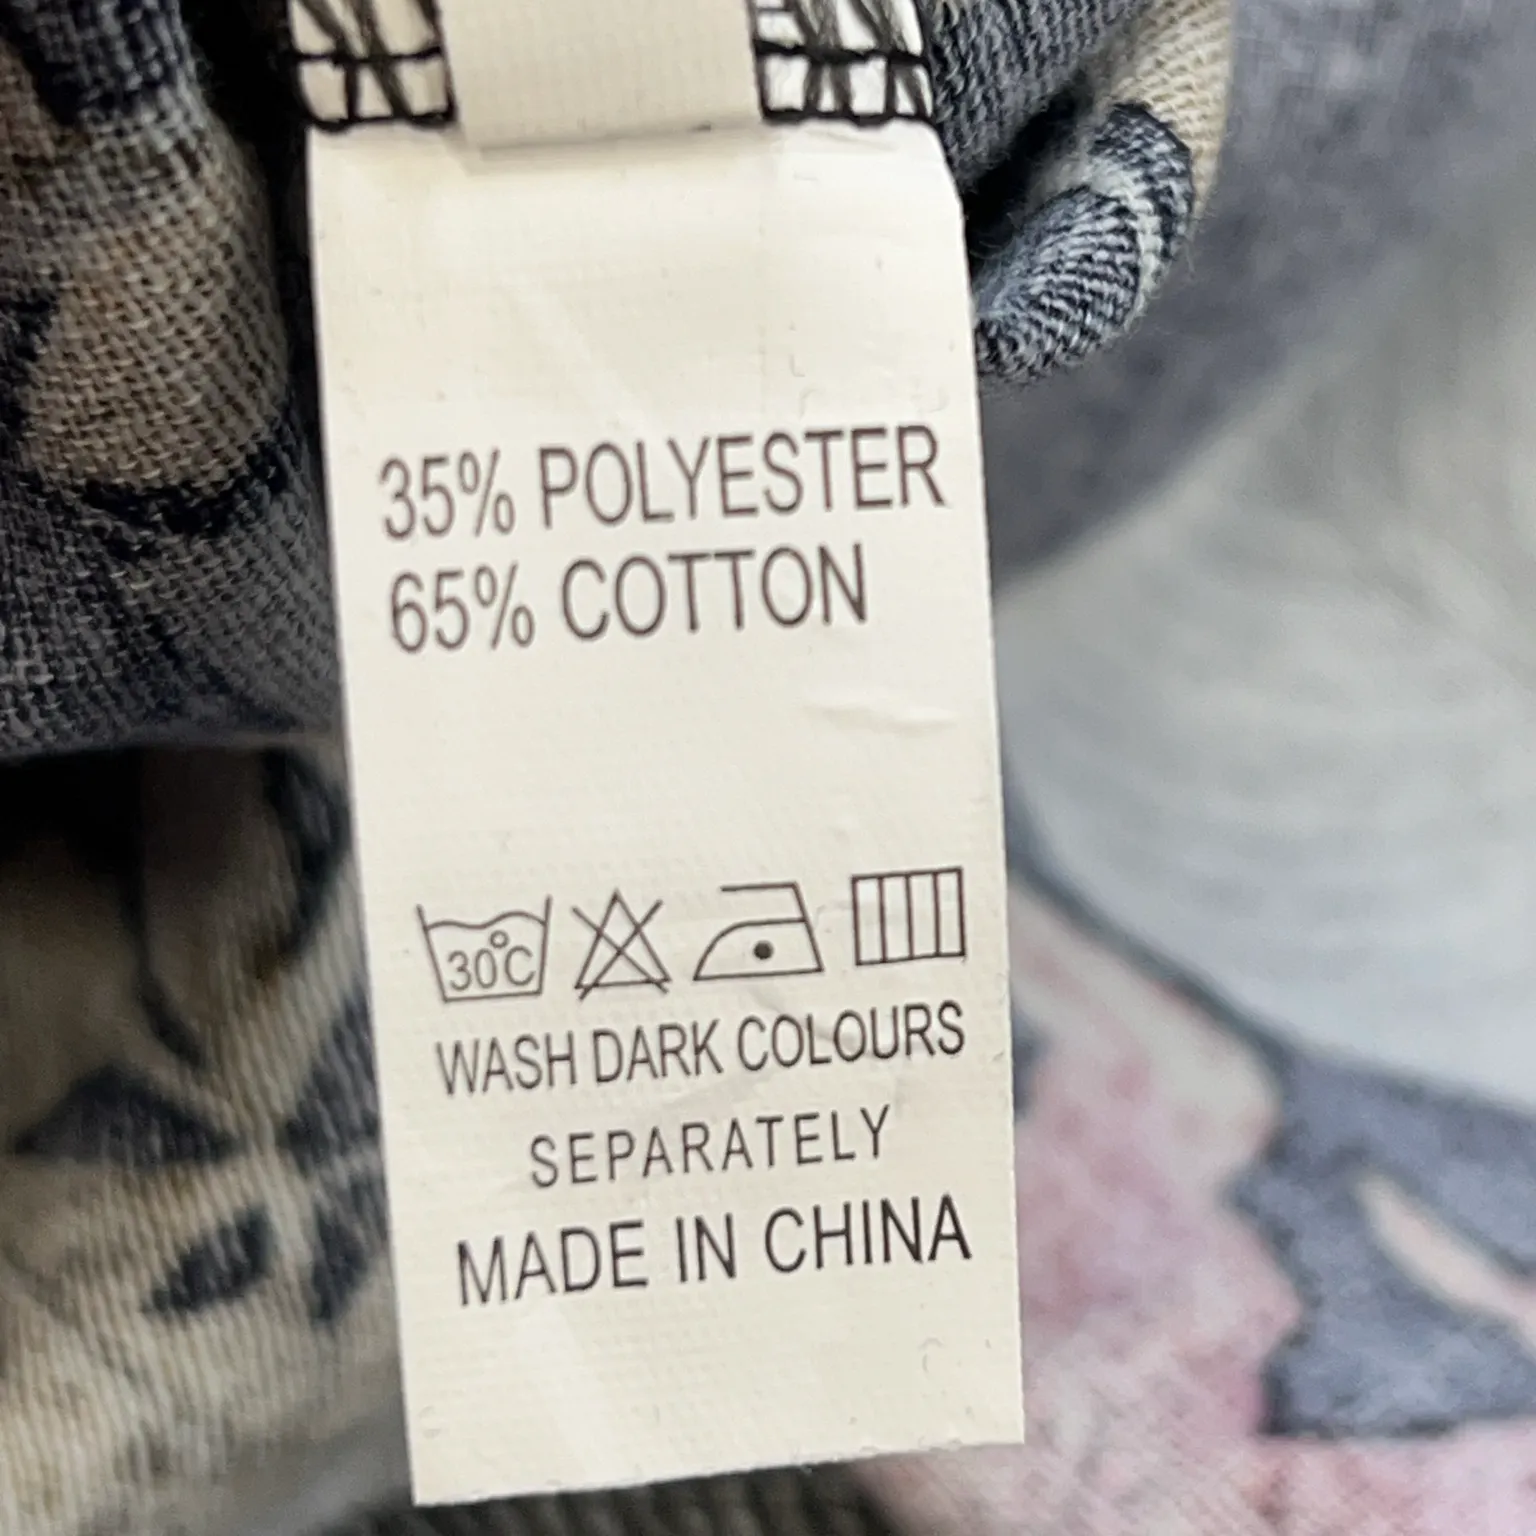 35% POLYESTER
65% COTTON
30°C
WASH DARK COLOURS
SEPARATELY
MADE IN CHINA